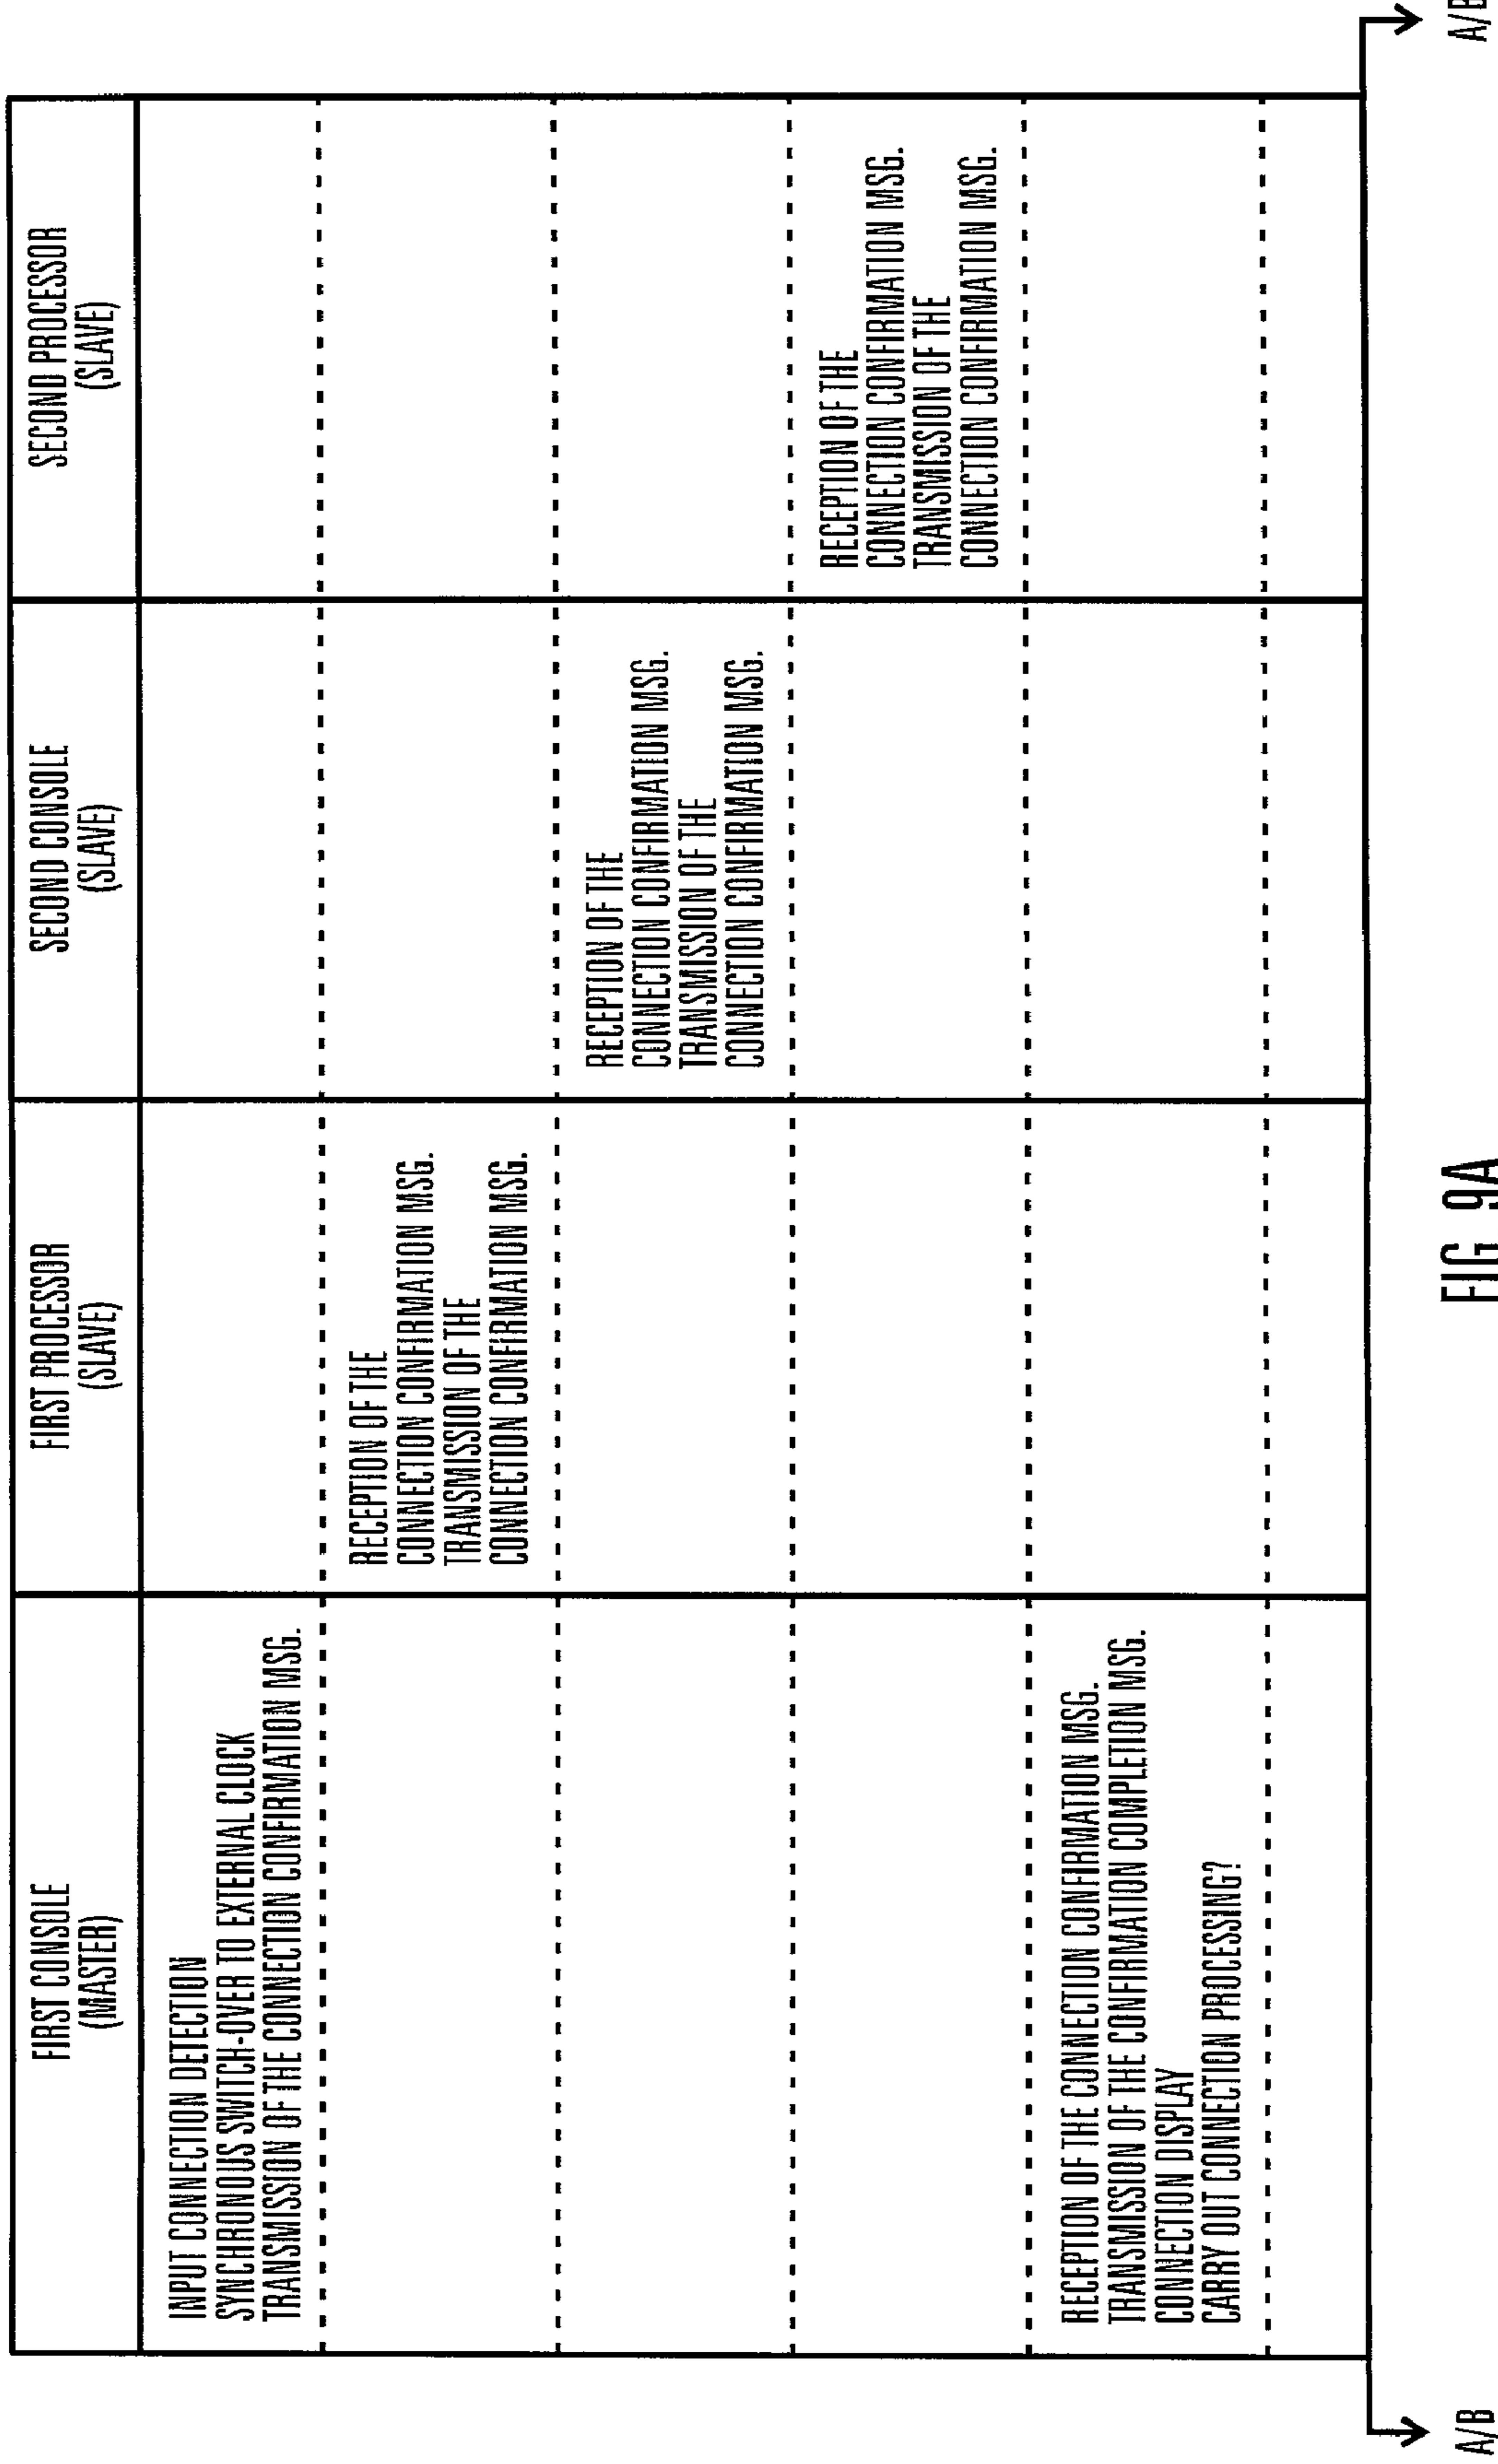 FIRST CONSOLE
(MASTER)
FIRST PROCESSOR
(SLAVE)
SECOND CONSOLE
(SLAVE)
SECOND PROCESSOR
(SLAVE)
INPUT CONNECTION DETECTION
SYNCHRONOUS SWITCH-OVER TO EXTERNAL CLOCK
TRANSMISSION OF THE CONNECTION CONFIRMATION MSG.
RECEPTION OF THE
CONNECTION CONFIRMATION MSG.
TRANSMISSION OF THE
CONNECTION CONFIRMATION MSG.
RECEPTION OF THE
CONNECTION CONFIRMATION MSG.
TRANSMISSION OF THE
CONNECTION CONFIRMATION MSG.
RECEPTION OF THE
CONNECTION CONFIRMATION MSG.
TRANSMISSION OF THE
CONNECTION CONFIRMATION MSG.
RECEPTION OF THE CONNECTION CONFIRMATION MSG.
TRANSMISSION OF THE CONFIRMATION COMPLETION MSG.
CONNECTION DISPLAY
CARRY OUT CONNECTION PROCESSING?
A/B
A/B
FIG 9A